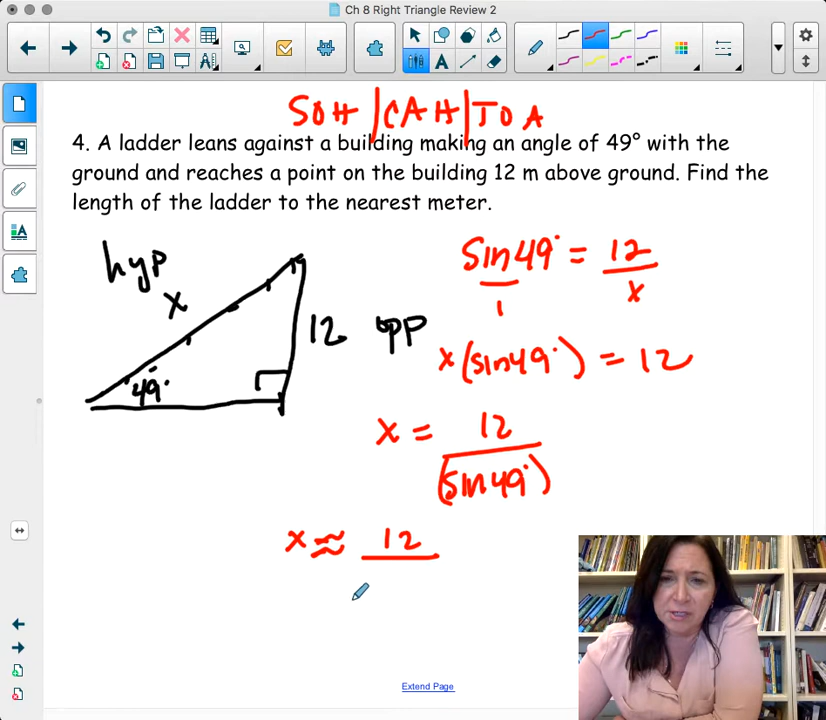 Ch 8 Right Triangle Review 2
SOH | CAH | TOA
4. A ladder leans against a building making an angle of 49° with the
ground and reaches a point on the building 12 m above ground. Find the
length of the ladder to the nearest meter.
hyp
x
12 opp
49°
sin 49° = 12
1 x
x(sin 49°) = 12
x = 12
(sin 49°)
x ≈ 12
Extend Page